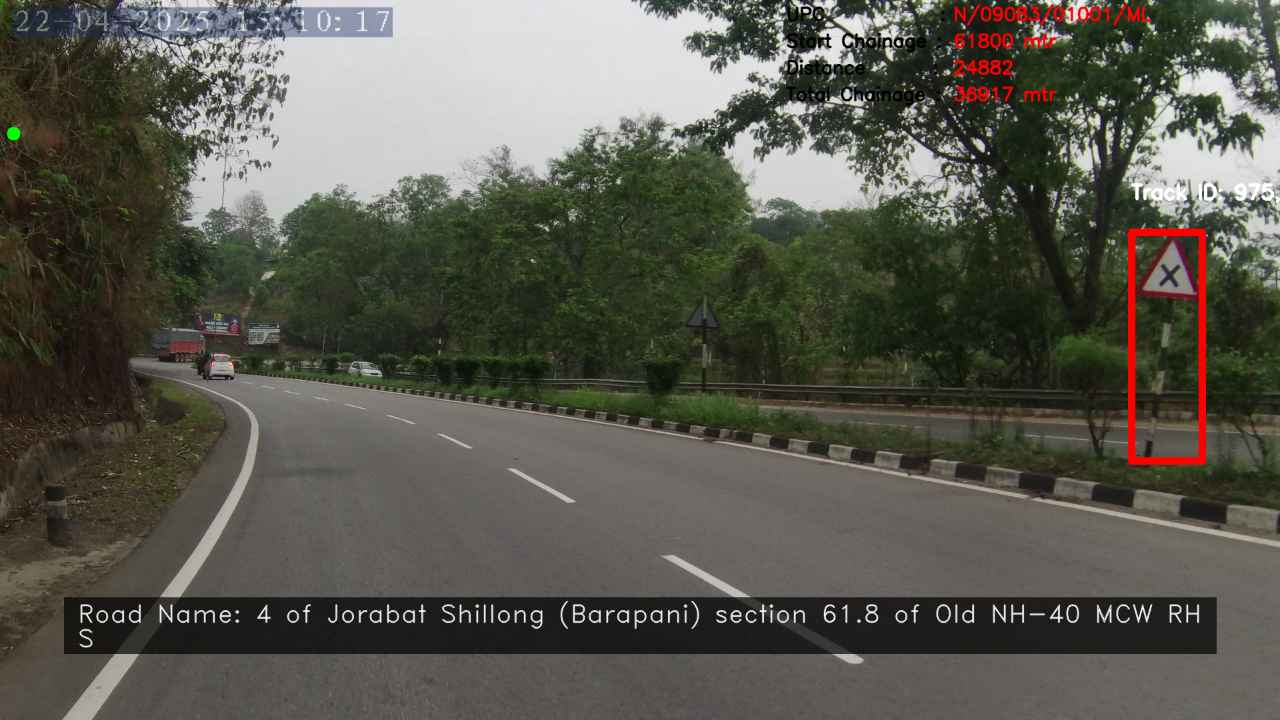 22-04-2025 15:10:17
UPC : N/09083/01001/ML
Start Chainage : 61800 mtr
Distance : 24882
Total Chainage : 36917 mtr
Track ID: 975
Road Name: 4 of Jorabat Shillong (Barapani) section 61.8 of Old NH-40 MCW RH
S